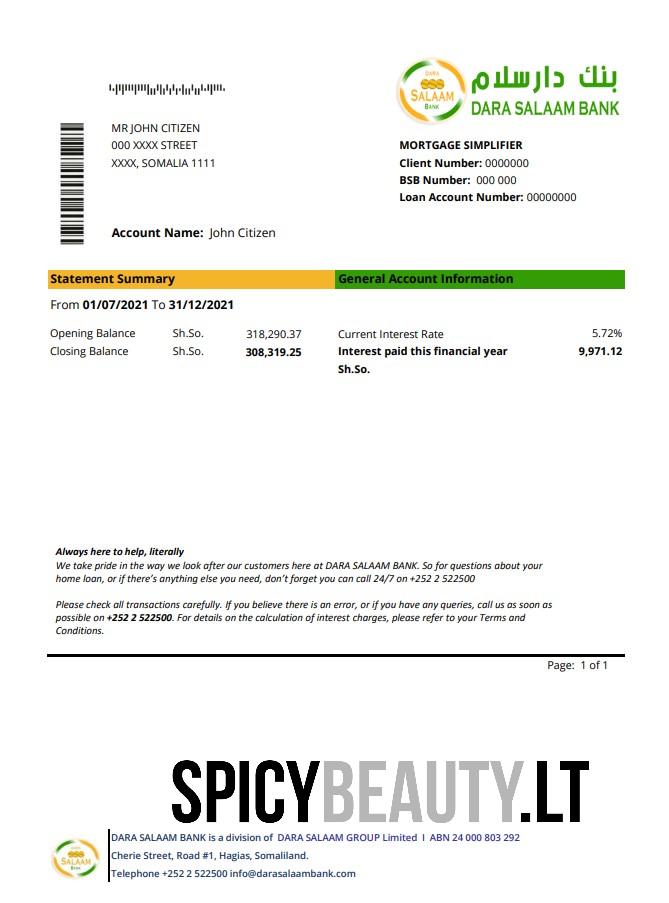 بنك دارسلام
DARA SALAAM BANK
DARA
SALAAM
BANK
MR JOHN CITIZEN
000 XXXX STREET
XXXX, SOMALIA 1111
MORTGAGE SIMPLIFIER
Client Number: 0000000
BSB Number: 000 000
Loan Account Number: 00000000
Account Name: John Citizen
Statement Summary
General Account Information
From 01/07/2021 To 31/12/2021
Opening Balance Sh.So. 318,290.37
Closing Balance Sh.So. 308,319.25
Current Interest Rate 5.72%
Interest paid this financial year 9,971.12
Sh.So.
Always here to help, literally
We take pride in the way we look after our customers here at DARA SALAAM BANK. So for questions about your
home loan, or if there's anything else you need, don't forget you can call 24/7 on +252 2 522500
Please check all transactions carefully. If you believe there is an error, or if you have any queries, call us as soon as
possible on +252 2 522500. For details on the calculation of interest charges, please refer to your Terms and
Conditions.
Page: 1 of 1
SPICYBEAUTY.LT
SALAAM
BANK
DARA SALAAM BANK is a division of DARA SALAAM GROUP Limited I ABN 24 000 803 292
Cherie Street, Road #1, Hagias, Somaliland.
Telephone +252 2 522500 info@darasalaambank.com